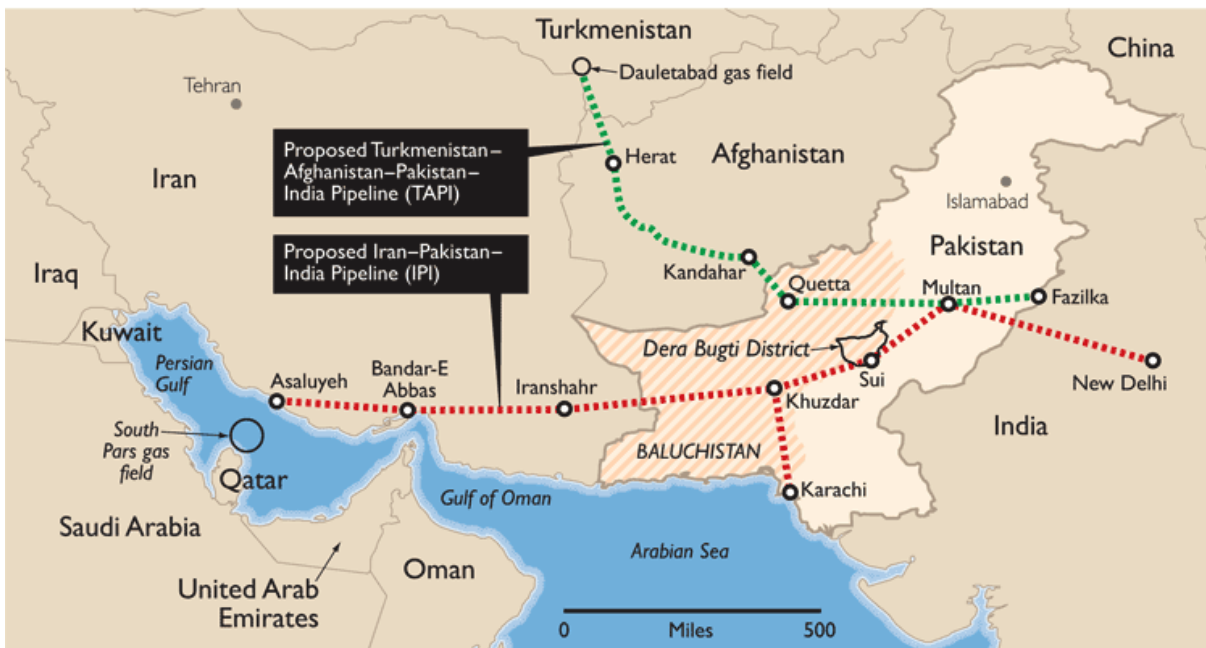 Turkmenistan
China
Dauletabad gas field
Tehran
Proposed Turkmenistan–
Afghanistan–Pakistan–
India Pipeline (TAPI)
Herat
Afghanistan
Iran
Islamabad
Pakistan
Proposed Iran–Pakistan–
India Pipeline (IPI)
Iraq
Kandahar
Quetta
Multan
Fazilka
Kuwait
Persian
Gulf
Dera Bugti District
Sui
New Delhi
Asaluyeh
Bandar-E
Abbas
Iranshahr
Khuzdar
India
South
Pars gas
field
BALUCHISTAN
Qatar
Karachi
Gulf of Oman
Saudi Arabia
Arabian Sea
Oman
United Arab
Emirates
0
Miles
500